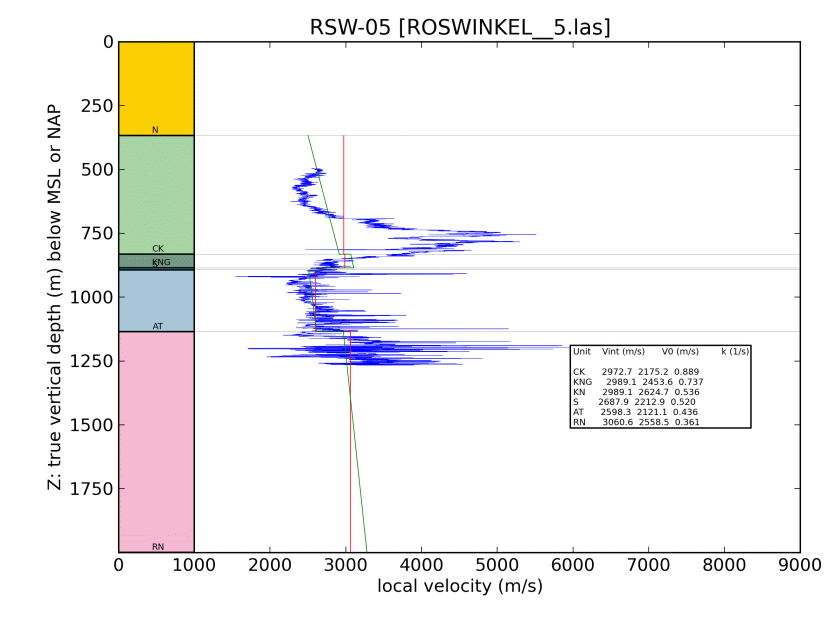 RSW-05 [ROSWINKEL__5.las]
0
250
500
750
1000
1250
1500
1750
Z: true vertical depth (m) below MSL or NAP
N
CK
KNG
S
AT
RN
Unit Vint (m/s) V0 (m/s) k (1/s)
CK 2972.7 2175.2 0.889
KNG 2989.1 2453.6 0.737
KN 2989.1 2624.7 0.536
S 2687.9 2212.9 0.520
AT 2598.3 2121.1 0.436
RN 3060.6 2558.5 0.361
0 1000 2000 3000 4000 5000 6000 7000 8000 9000
local velocity (m/s)